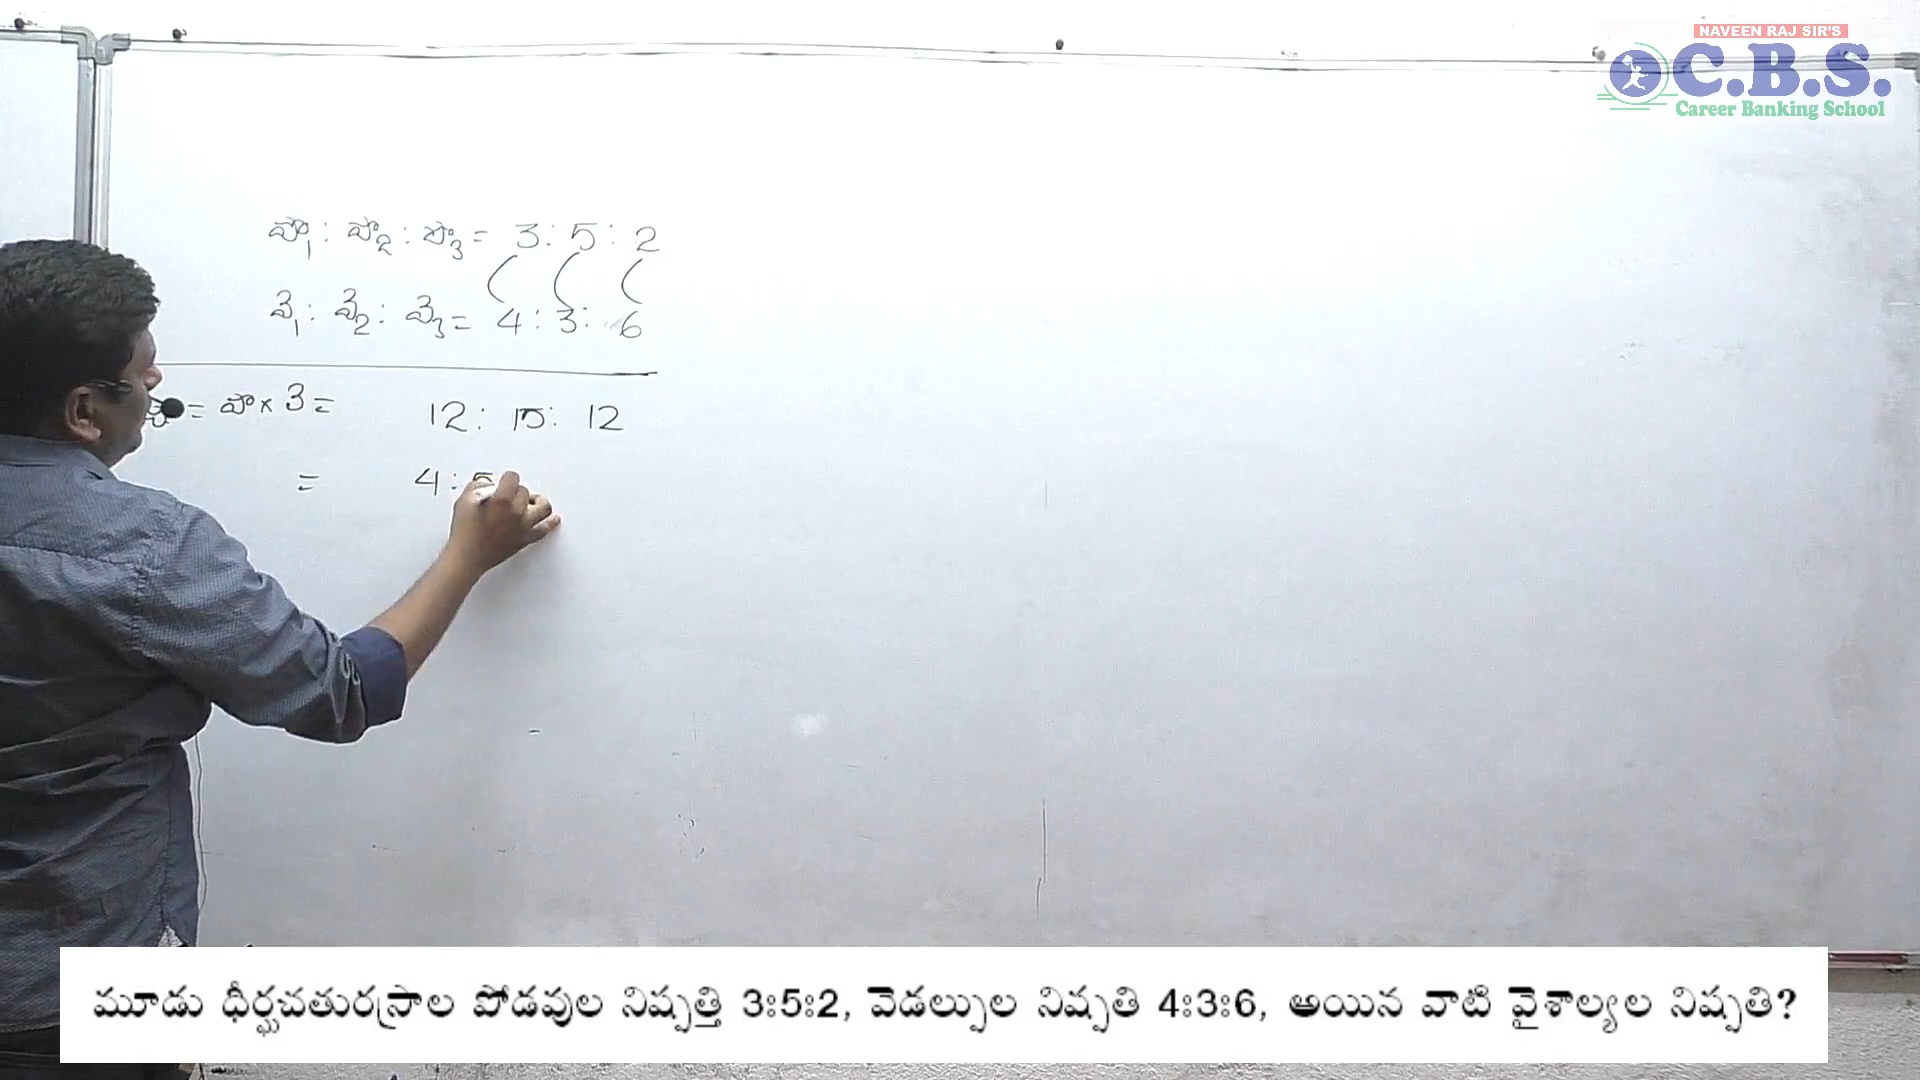 NAVEEN RAJ SIR'S
C.B.S.
Career Banking School
పొ₁ : పొ₂ : పొ₃ = 3 : 5 : 2
వె₁ : వె₂ : వె₃ = 4 : 3 : 6
= పొ × వె = 12 : 15 : 12
= 4 : 5
మూడు ధీర్ఘచతురస్రాల పోడవుల నిష్పత్తి 3:5:2, వెడల్పుల నిష్పతి 4:3:6, అయిన వాటి వైశాల్యల నిష్పతి?